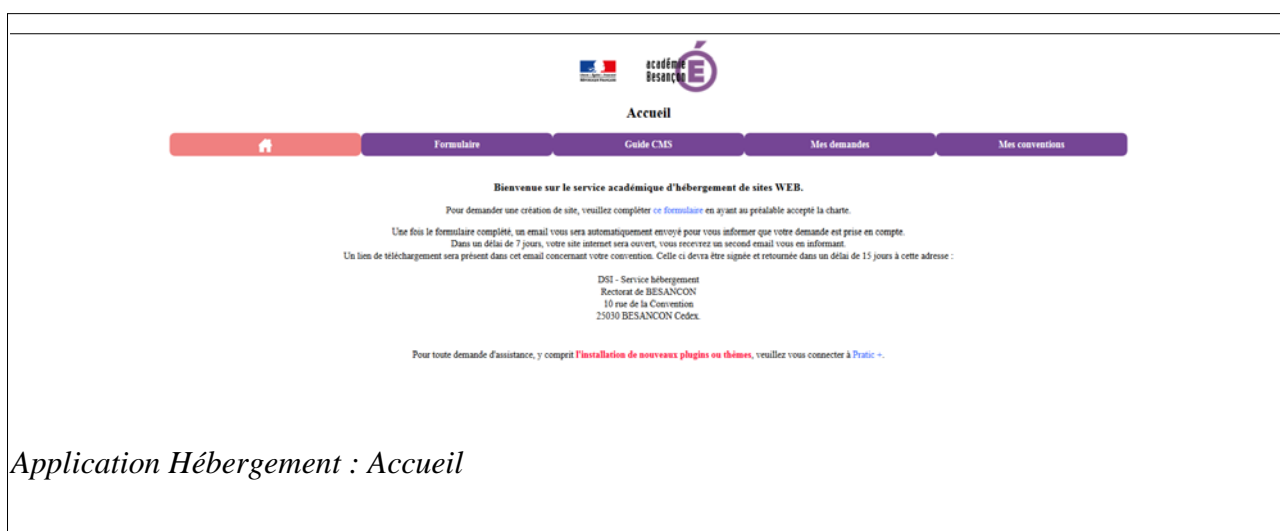 académie
Besançon
Accueil
Formulaire Guide CMS Mes demandes Mes conventions
Bienvenue sur le service académique d'hébergement de sites WEB.
Pour demander une création de site, veuillez compléter ce formulaire en ayant au préalable accepté la charte.
Une fois le formulaire complété, un email vous sera automatiquement envoyé pour vous informer que votre demande est prise en compte.
Dans un délai de 7 jours, votre site internet sera ouvert, vous recevrez un second email vous en informant.
Un lien de téléchargement sera présent dans cet email concernant votre convention. Celle ci devra être signée et retournée dans un délai de 15 jours à cette adresse :
DSI - Service hébergement
Rectorat de BESANCON
10 rue de la Convention
25030 BESANCON Cedex.
Pour toute demande d'assistance, y comprit l'installation de nouveaux plugins ou thèmes, veuillez vous connecter à Pratic +.
Application Hébergement : Accueil